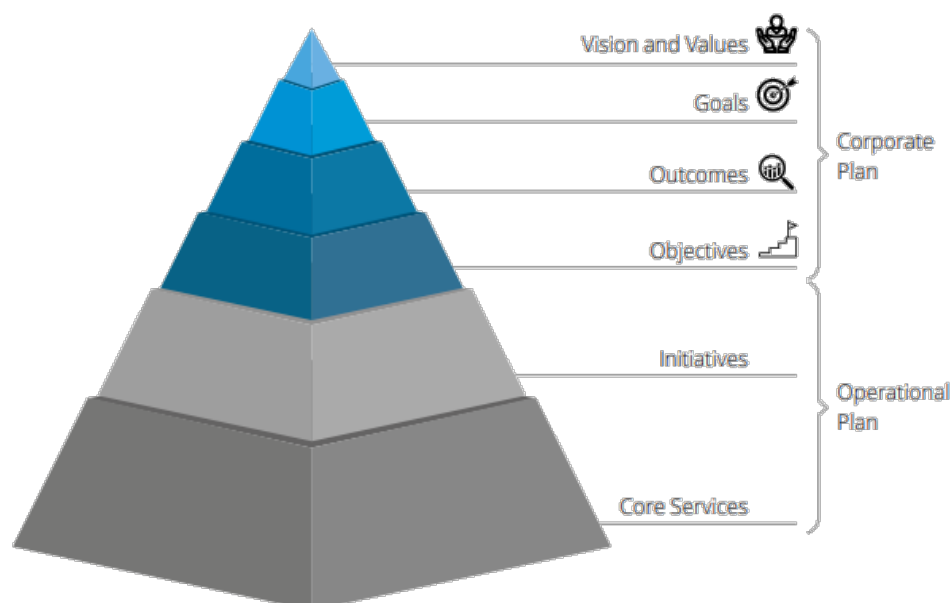 Vision and Values
Goals
Corporate
Plan
Outcomes
Objectives
Initiatives
Operational
Plan
Core Services